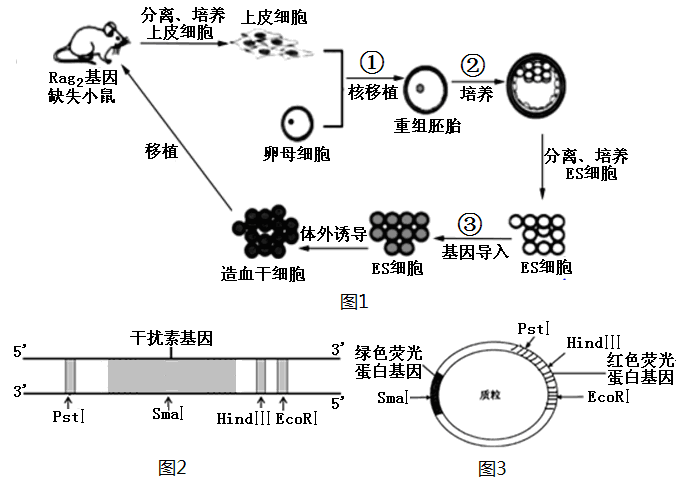 分离、培养
上皮细胞
上皮细胞
Rag₂基因
缺失小鼠
卵母细胞
①
核移植
重组胚胎
②
培养
移植
分离、培养
ES细胞
造血干细胞
体外诱导
ES细胞
③
基因导入
ES细胞
图1
干扰素基因
5'
3'
3'
5'
PstⅠ
SmaⅠ
HindⅢ
EcoRⅠ
图2
PstⅠ
HindⅢ
绿色荧光
蛋白基因
红色荧光
蛋白基因
SmaⅠ
质粒
EcoRⅠ
图3